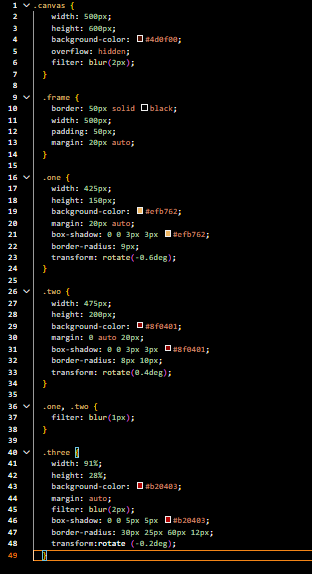 1 .canvas {
2 width: 500px;
3 height: 600px;
4 background-color: #4d0f00;
5 overflow: hidden;
6 filter: blur(2px);
7 }
8
9 .frame {
10 border: 50px solid black;
11 width: 500px;
12 padding: 50px;
13 margin: 20px auto;
14 }
15
16 .one {
17 width: 425px;
18 height: 150px;
19 background-color: #efb762;
20 margin: 20px auto;
21 box-shadow: 0 0 3px 3px #efb762;
22 border-radius: 9px;
23 transform: rotate(-0.6deg);
24 }
25
26 .two {
27 width: 475px;
28 height: 200px;
29 background-color: #8f0401;
30 margin: 0 auto 20px;
31 box-shadow: 0 0 3px 3px #8f0401;
32 border-radius: 8px 10px;
33 transform: rotate(0.4deg);
34 }
35
36 .one, .two {
37 filter: blur(1px);
38 }
39
40 .three {
41 width: 91%;
42 height: 28%;
43 background-color: #b20403;
44 margin: auto;
45 filter: blur(2px);
46 box-shadow: 0 0 5px 5px #b20403;
47 border-radius: 30px 25px 60px 12px;
48 transform:rotate (-0.2deg);
49 }